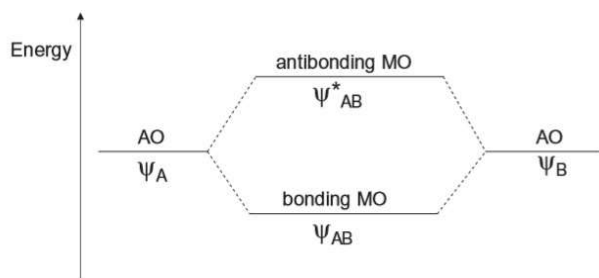 Energy
antibonding MO
Ψ*AB
AO
ΨA
AO
ΨB
bonding MO
ΨAB